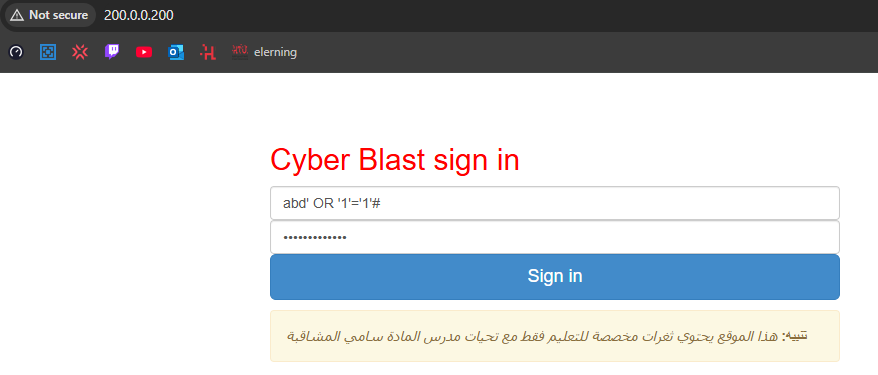 Not secure 200.0.0.200
elerning
Cyber Blast sign in
abd' OR '1'='1'#
•••••••••••••
Sign in
تنبيه: هذا الموقع يحتوي ثغرات مخصصة للتعليم فقط مع تحيات مدرس المادة سامي المشاقبة